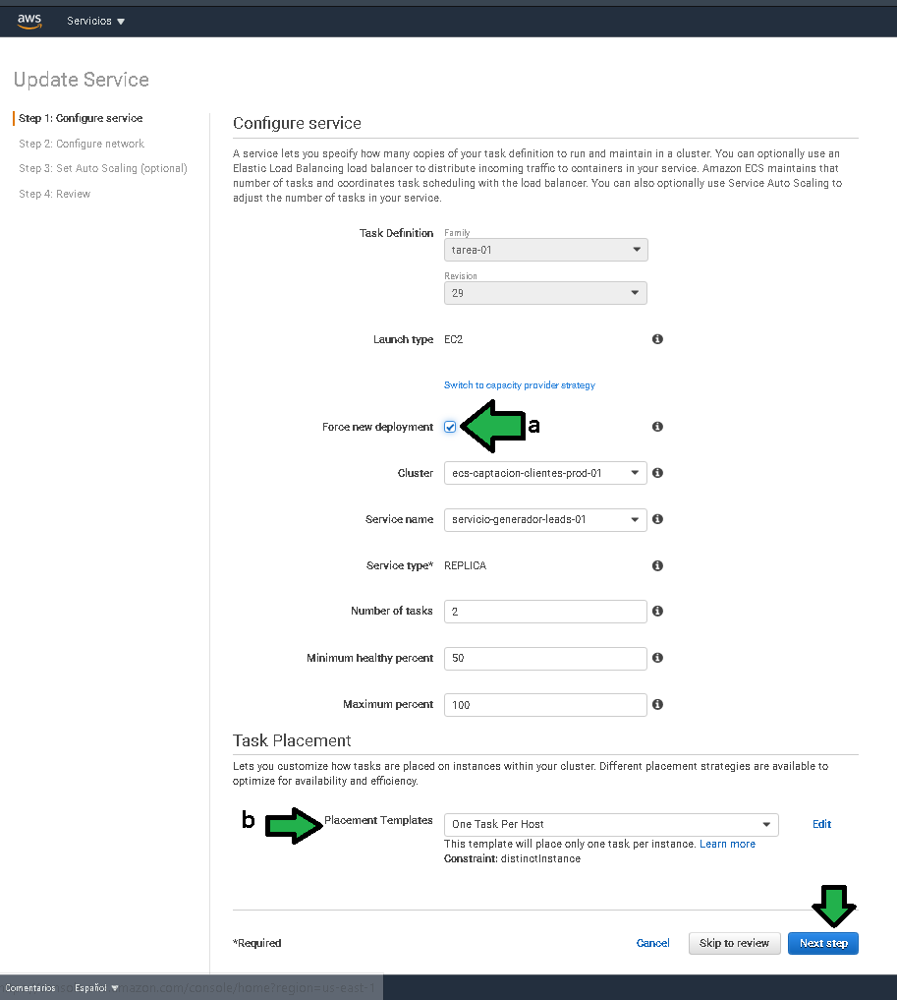 aws
Servicios
Update Service
Step 1: Configure service
Step 2: Configure network
Step 3: Set Auto Scaling (optional)
Step 4: Review
Configure service
A service lets you specify how many copies of your task definition to run and maintain in a cluster. You can optionally use an
Elastic Load Balancing load balancer to distribute incoming traffic to containers in your service. Amazon ECS maintains that
number of tasks and coordinates task scheduling with the load balancer. You can also optionally use Service Auto Scaling to
adjust the number of tasks in your service.
Task Definition
Family
tarea-01
Revision
29
Launch type EC2
Switch to capacity provider strategy
Force new deployment a
Cluster ecs-captacion-clientes-prod-01
Service name servicio-generador-leads-01
Service type* REPLICA
Number of tasks 2
Minimum healthy percent 50
Maximum percent 100
Task Placement
Lets you customize how tasks are placed on instances within your cluster. Different placement strategies are available to
optimize for availability and efficiency.
b Placement Templates One Task Per Host Edit
This template will place only one task per instance. Learn more
Constraint: distinctInstance
*Required Cancel Skip to review Next step
Comentarios Español amazon.com/console/home?region=us-east-1